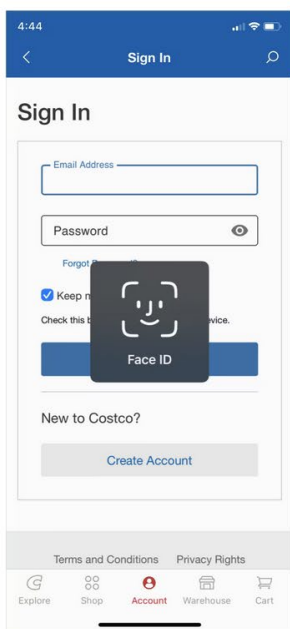 4:44
Sign In
Sign In
Email Address
Password
Forgot
Keep
Check this
Face ID
New to Costco?
Create Account
Terms and Conditions Privacy Rights
Explore Shop Account Warehouse Cart